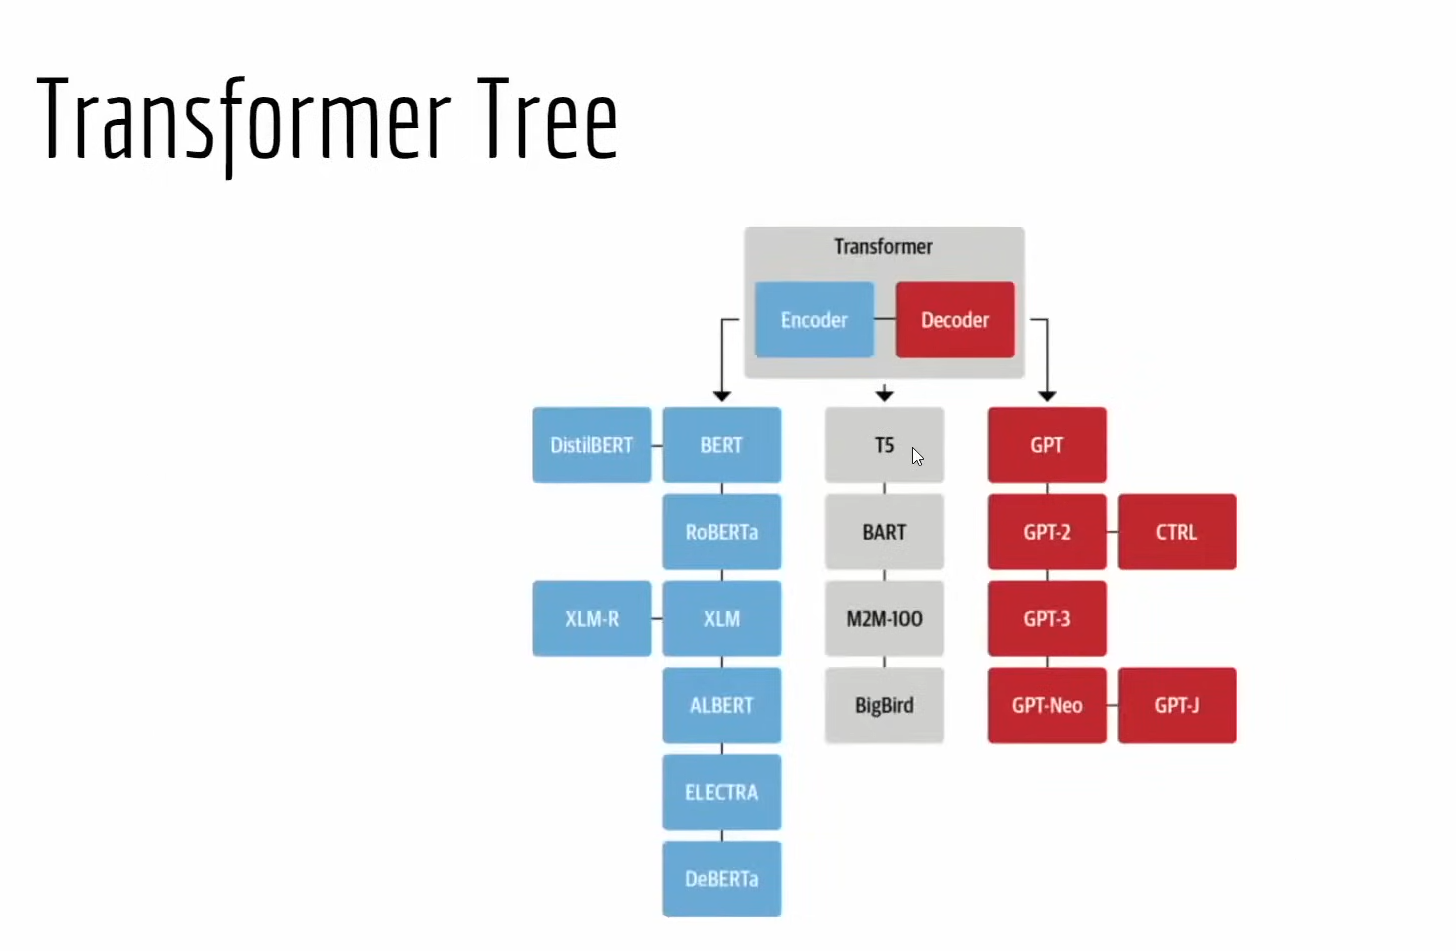 Transformer Tree
Transformer
Encoder
Decoder
DistilBERT
BERT
T5
GPT
RoBERTa
BART
GPT-2
CTRL
XLM-R
XLM
M2M-100
GPT-3
ALBERT
BigBird
GPT-Neo
GPT-J
ELECTRA
DeBERTa